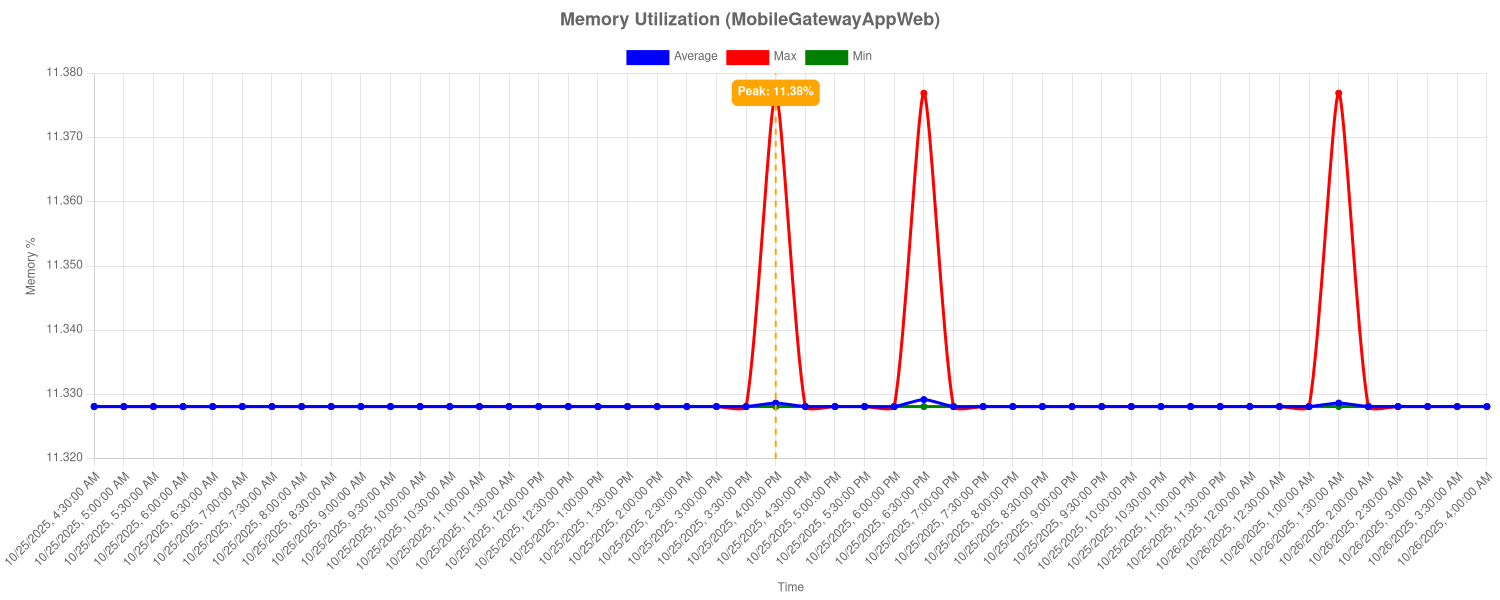 Memory Utilization (MobileGatewayAppWeb)
Average Max Min
Peak: 11.38%
11.380
11.370
11.360
11.350
11.340
11.330
11.320
Memory %
10/25/2025, 4:30:00 AM
10/25/2025, 5:00:00 AM
10/25/2025, 5:30:00 AM
10/25/2025, 6:00:00 AM
10/25/2025, 6:30:00 AM
10/25/2025, 7:00:00 AM
10/25/2025, 7:30:00 AM
10/25/2025, 8:00:00 AM
10/25/2025, 8:30:00 AM
10/25/2025, 9:00:00 AM
10/25/2025, 9:30:00 AM
10/25/2025, 10:00:00 AM
10/25/2025, 10:30:00 AM
10/25/2025, 11:00:00 AM
10/25/2025, 11:30:00 AM
10/25/2025, 12:00:00 PM
10/25/2025, 12:30:00 PM
10/25/2025, 1:00:00 PM
10/25/2025, 1:30:00 PM
10/25/2025, 2:00:00 PM
10/25/2025, 2:30:00 PM
10/25/2025, 3:00:00 PM
10/25/2025, 3:30:00 PM
10/25/2025, 4:00:00 PM
10/25/2025, 4:30:00 PM
10/25/2025, 5:00:00 PM
10/25/2025, 5:30:00 PM
10/25/2025, 6:00:00 PM
10/25/2025, 6:30:00 PM
10/25/2025, 7:00:00 PM
10/25/2025, 7:30:00 PM
10/25/2025, 8:00:00 PM
10/25/2025, 8:30:00 PM
10/25/2025, 9:00:00 PM
10/25/2025, 9:30:00 PM
10/25/2025, 10:00:00 PM
10/25/2025, 10:30:00 PM
10/25/2025, 11:00:00 PM
10/25/2025, 11:30:00 PM
10/26/2025, 12:00:00 AM
10/26/2025, 12:30:00 AM
10/26/2025, 1:00:00 AM
10/26/2025, 1:30:00 AM
10/26/2025, 2:00:00 AM
10/26/2025, 2:30:00 AM
10/26/2025, 3:00:00 AM
10/26/2025, 3:30:00 AM
10/26/2025, 4:00:00 AM
Time